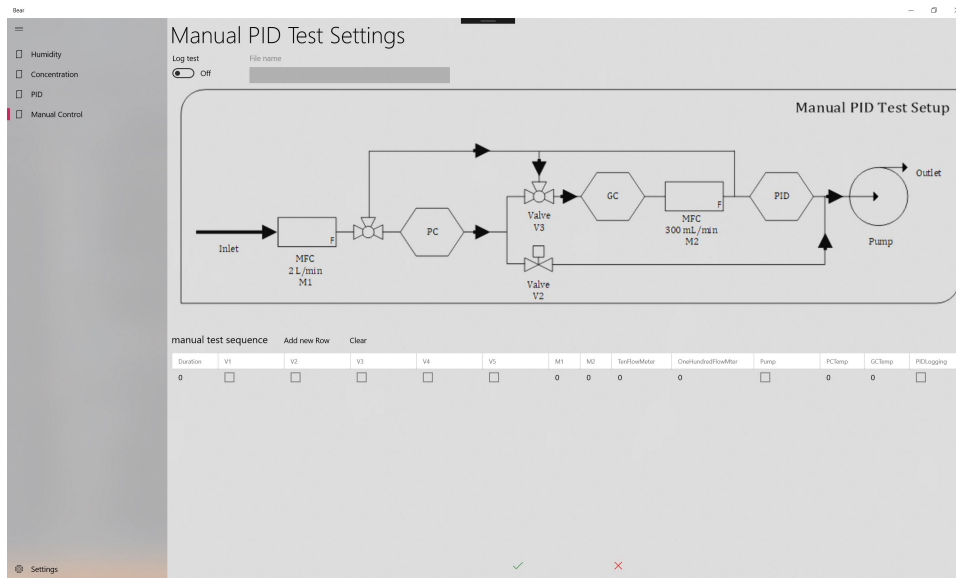 Bear
Humidity
Concentration
PID
Manual Control
Settings
Manual PID Test Settings
Log test
File name
Off
Manual PID Test Setup
Inlet
F
MFC
2 L/min
M1
PC
Valve
V3
Valve
V2
GC
F
MFC
300 mL/min
M2
PID
Outlet
Pump
manual test sequence Add new Row Clear
Duration V1 V2 V3 V4 V5 M1 M2 TenFlowMeter OneHundredFlowMter Pump PCTemp GCTemp PIDLogging
0 0 0 0 0 0 0